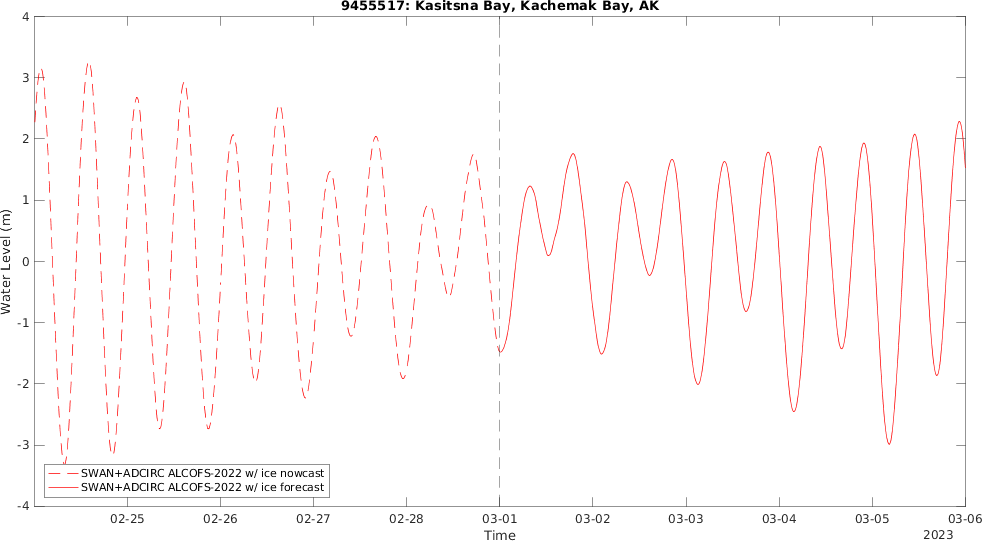 9455517: Kasitsna Bay, Kachemak Bay, AK
4
3
2
1
0
-1
-2
-3
-4
Water Level (m)
SWAN+ADCIRC ALCOFS-2022 w/ ice nowcast
SWAN+ADCIRC ALCOFS-2022 w/ ice forecast
02-25 02-26 02-27 02-28 03-01 03-02 03-03 03-04 03-05 03-06
Time
2023